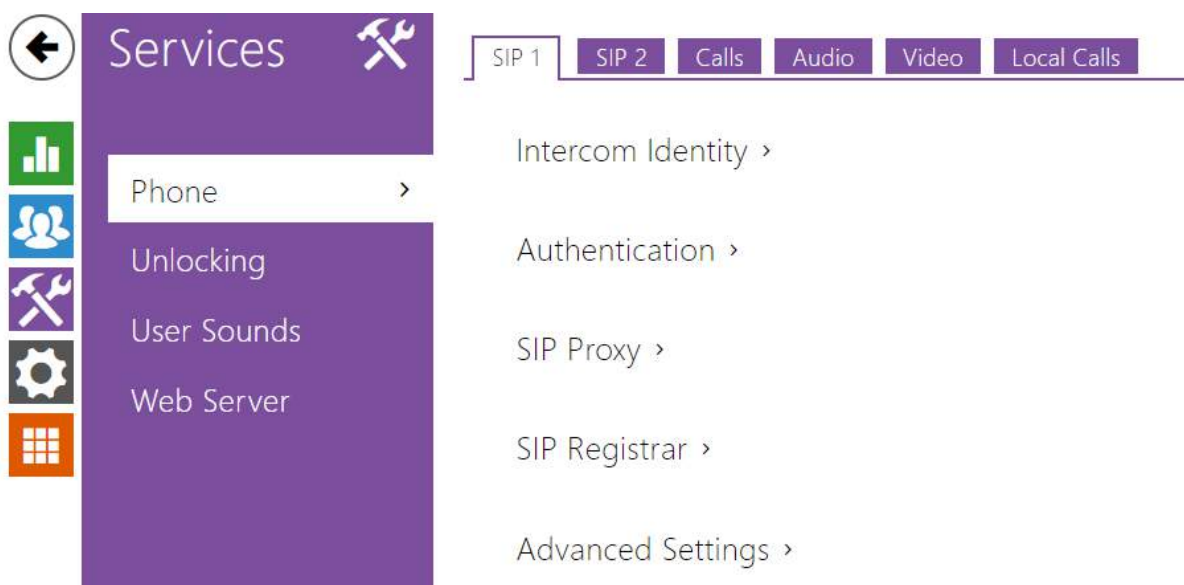 Services
Phone
Unlocking
User Sounds
Web Server
SIP 1 SIP 2 Calls Audio Video Local Calls
Intercom Identity ›
Authentication ›
SIP Proxy ›
SIP Registrar ›
Advanced Settings ›